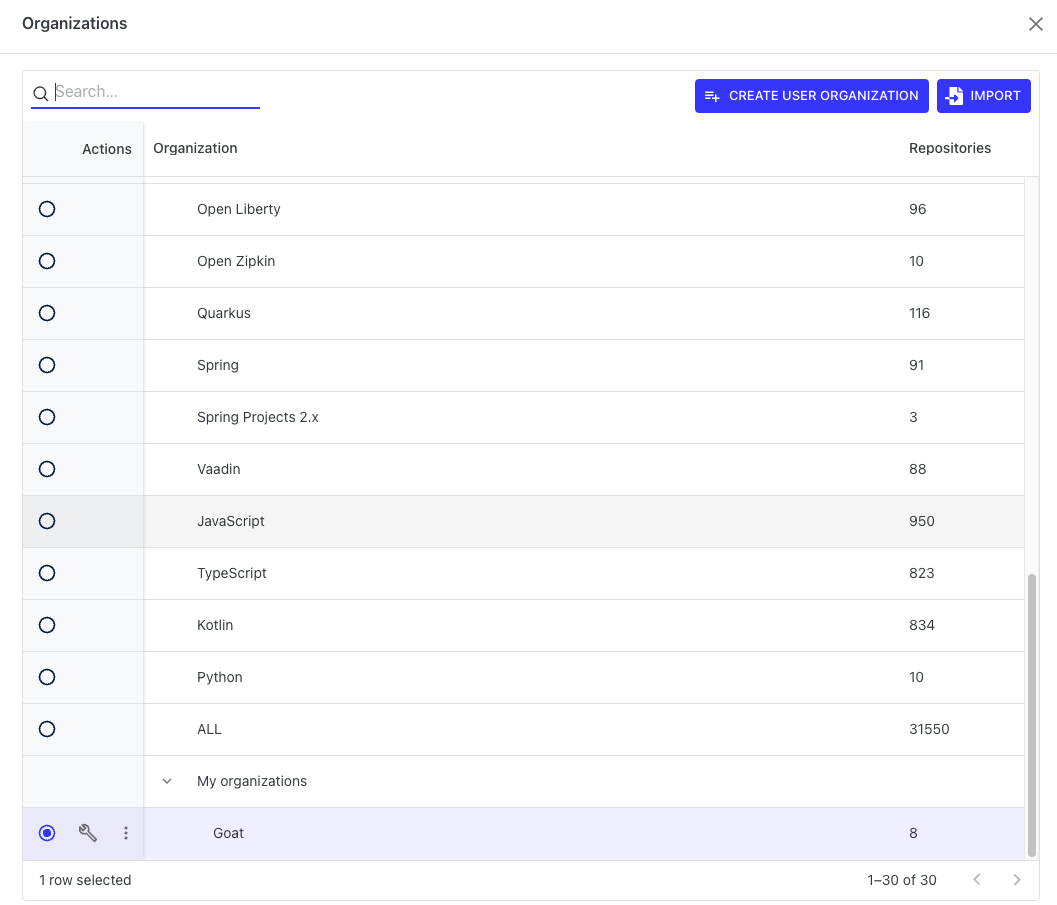 Organizations
Search...
CREATE USER ORGANIZATION
IMPORT
Actions Organization Repositories
Open Liberty 96
Open Zipkin 10
Quarkus 116
Spring 91
Spring Projects 2.x 3
Vaadin 88
JavaScript 950
TypeScript 823
Kotlin 834
Python 10
ALL 31550
My organizations
Goat 8
1 row selected 1–30 of 30